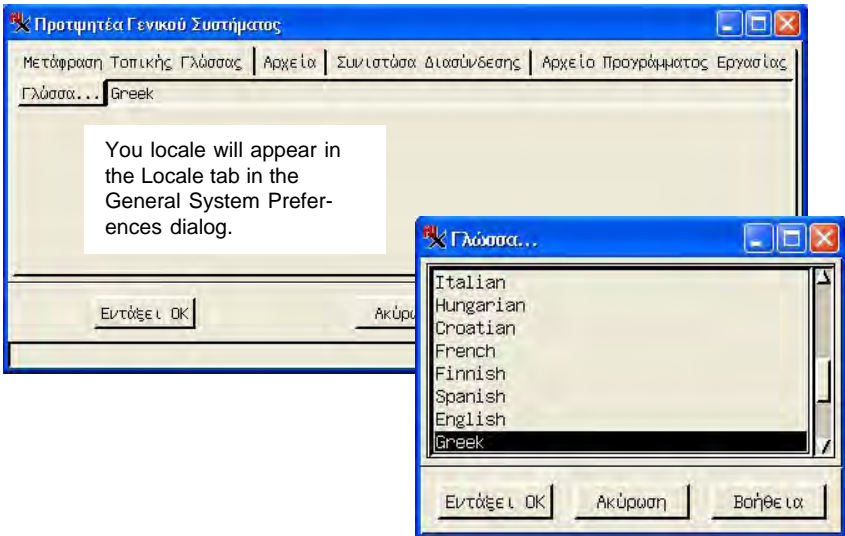 Προτιμητέα Γενικού Συστήματος
Μετάφραση Τοπικής Γλώσσας Αρχεία Συνιστώσα Διασύνδεσης Αρχείο Προγράμματος Εργασίας
Γλώσσα... Greek
You locale will appear in
the Locale tab in the
General System Prefer-
ences dialog.
Εντάξει OK
Γλώσσα...
Italian
Hungarian
Croatian
French
Finnish
Spanish
English
Greek
Εντάξει OK Ακύρωση Βοήθεια